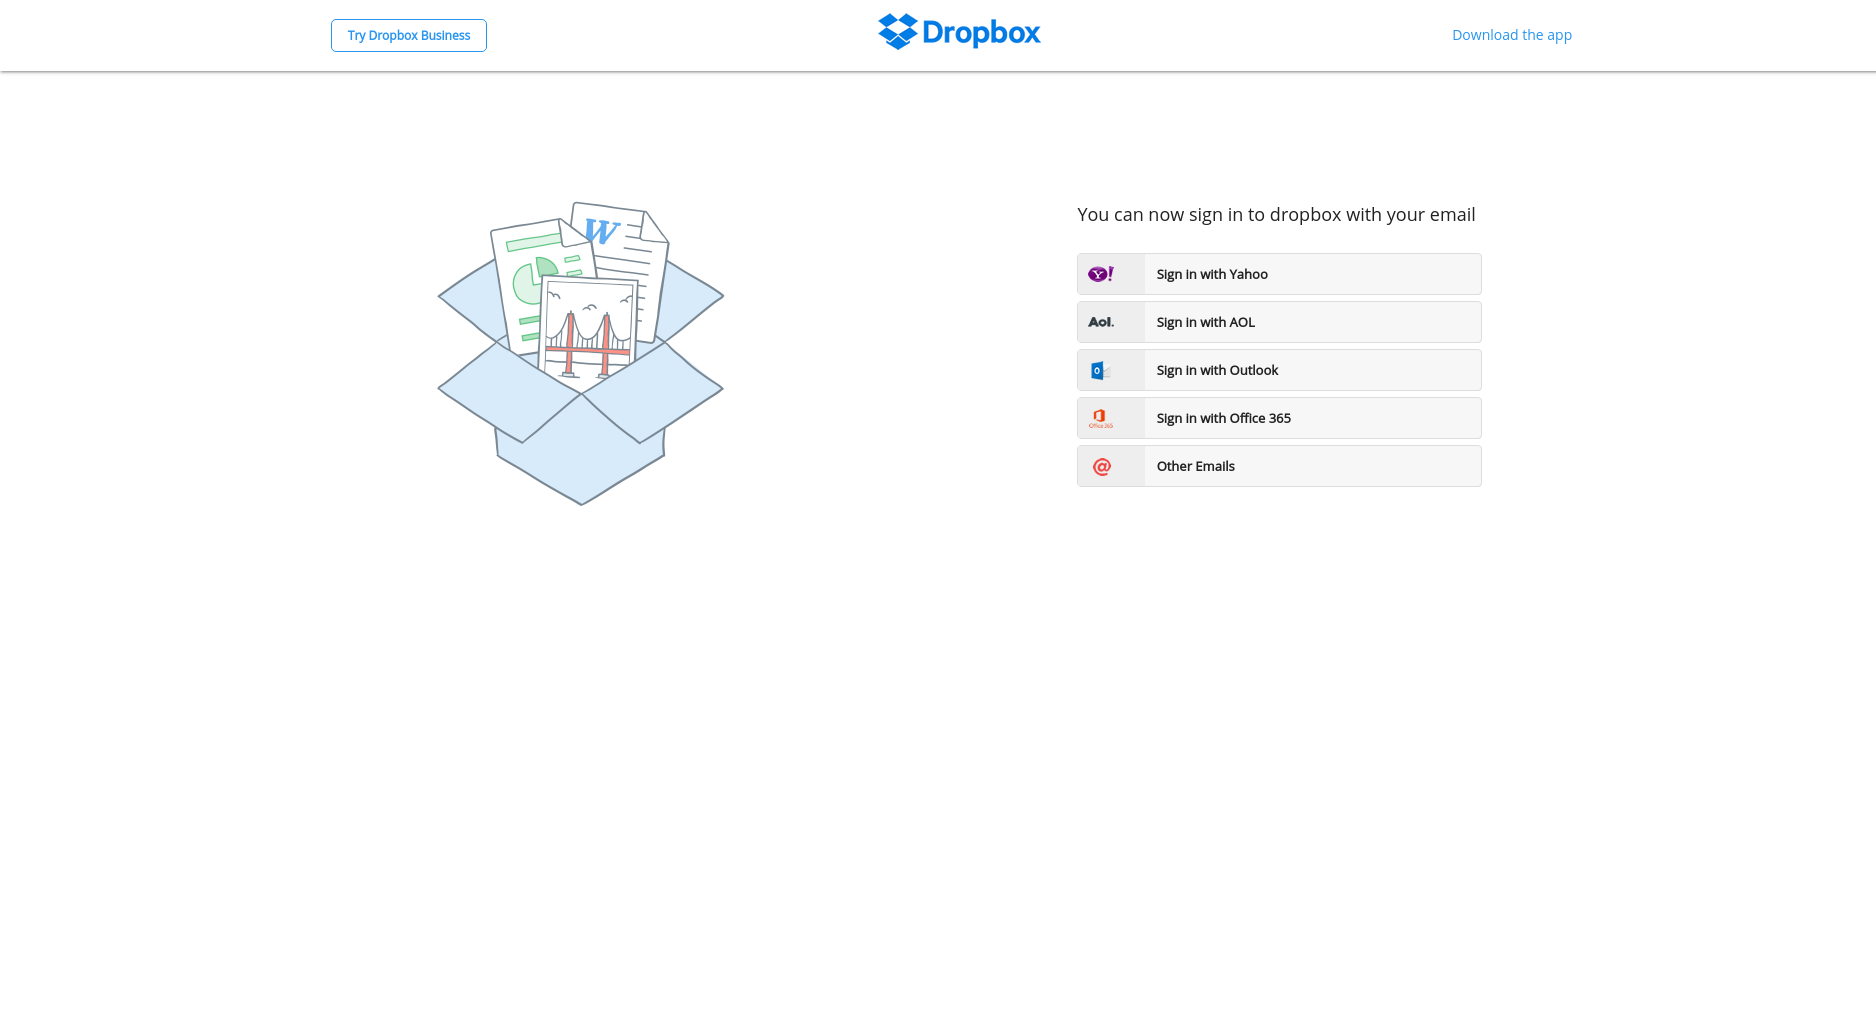 Try Dropbox Business
Dropbox
Download the app
W
You can now sign in to dropbox with your email
Y!
Sign in with Yahoo
Aol.
Sign in with AOL
O
Sign in with Outlook
Office 365
Sign in with Office 365
@
Other Emails